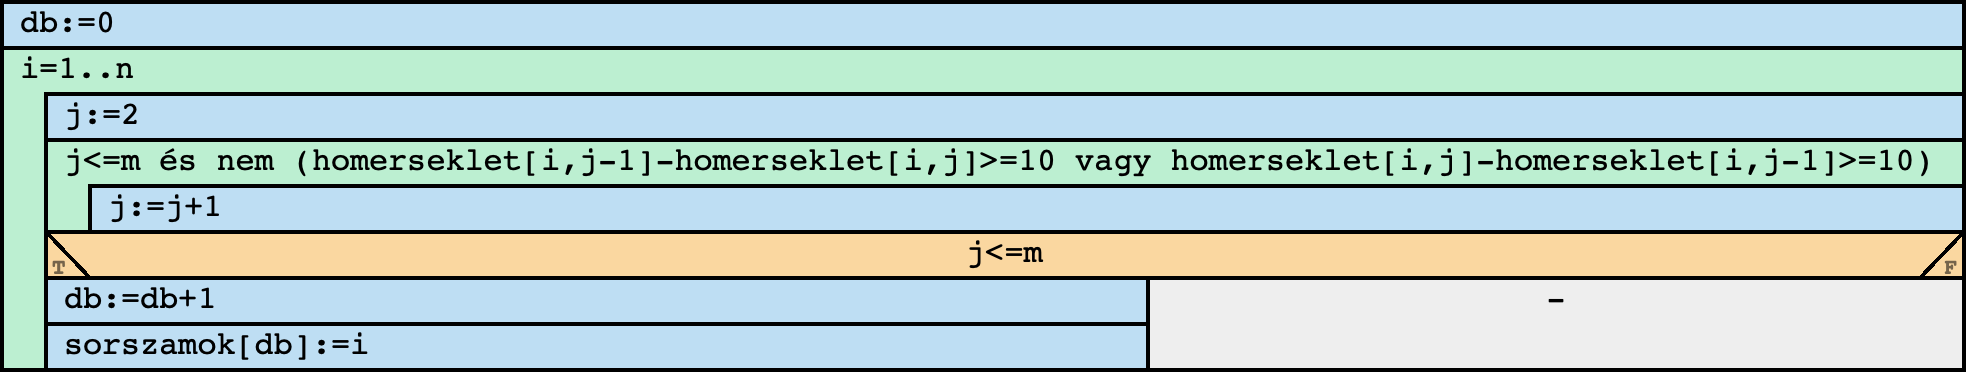 db:=0
i=1..n
j:=2
j<=m és nem (homerseklet[i,j-1]-homerseklet[i,j]>=10 vagy homerseklet[i,j]-homerseklet[i,j-1]>=10)
j:=j+1
j<=m
T
F
db:=db+1
-
sorszamok[db]:=i